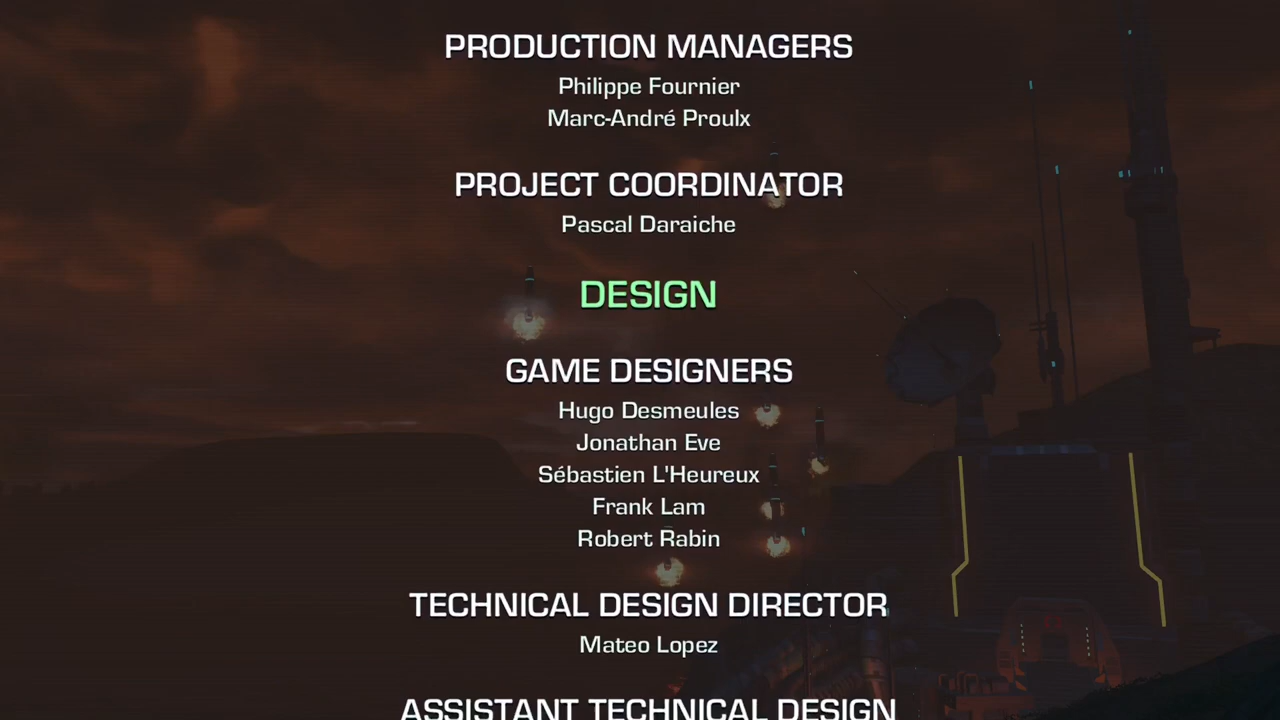 PRODUCTION MANAGERS
Philippe Fournier
Marc-André Proulx
PROJECT COORDINATOR
Pascal Daraiche
DESIGN
GAME DESIGNERS
Hugo Desmeules
Jonathan Eve
Sébastien L'Heureux
Frank Lam
Robert Rabin
TECHNICAL DESIGN DIRECTOR
Mateo Lopez
ASSISTANT TECHNICAL DESIGN